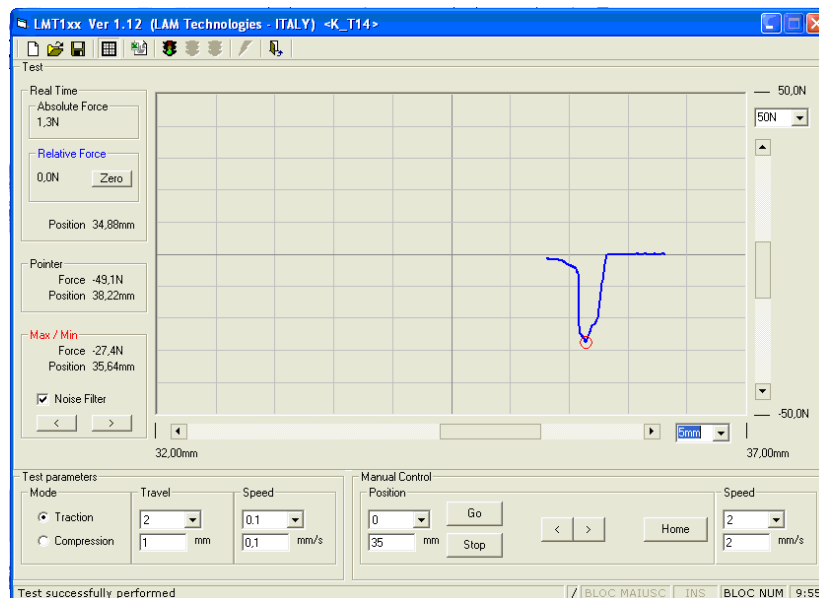 LMT1xx Ver 1.12 (LAM Technologies - ITALY) <K_T14>
Test
Real Time
Absolute Force
1,3N
Relative Force
0,0N Zero
Position 34,88mm
Pointer
Force -49,1N
Position 38,22mm
Max / Min
Force -27,4N
Position 35,64mm
Noise Filter
< >
50,0N
50N
-50,0N
5mm
32,00mm 37,00mm
Test parameters
Mode
Traction
Compression
Travel
2
1 mm
Speed
0.1
0,1 mm/s
Manual Control
Position
0
35 mm
Go
Stop
< >
Home
Speed
2
2 mm/s
Test successfully performed / BLOC MAIUSC INS BLOC NUM 9:55